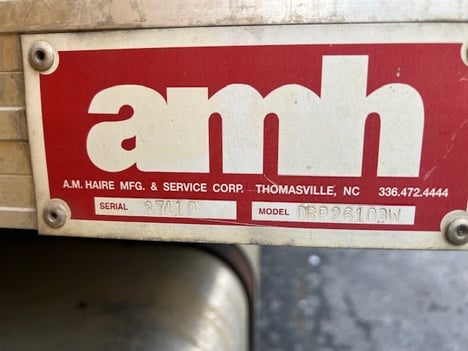 amh
A.M. HAIRE MFG. & SERVICE CORP. THOMASVILLE, NC 336.472.4444
SERIAL MODEL